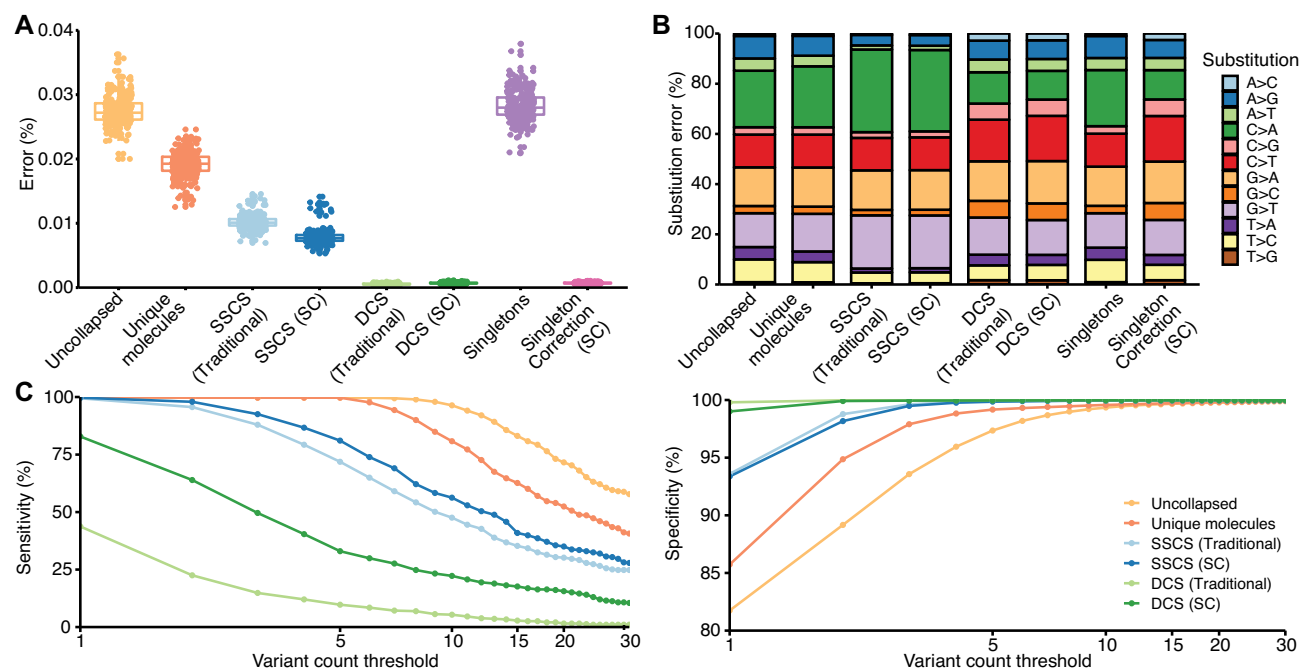 A
Error (%)
0.04
0.03
0.02
0.01
0.00
Uncollapsed
Unique
molecules
SSCS
(Traditional)
SSCS (SC)
DCS
(Traditional)
DCS (SC)
Singletons
Singleton
Correction
(SC)
B
Substitution error (%)
100
80
60
40
20
0
Uncollapsed
Unique
molecules
SSCS
(Traditional)
SSCS (SC)
DCS
(Traditional)
DCS (SC)
Singletons
Singleton
Correction
(SC)
Substitution
A>C
A>G
A>T
C>A
C>G
C>T
G>A
G>C
G>T
T>A
T>C
T>G
C
Sensitivity (%)
100
75
50
25
0
1 5 10 15 20 30
Variant count threshold
Specificity (%)
100
95
90
85
80
1 5 10 15 20 30
Variant count threshold
Uncollapsed
Unique molecules
SSCS (Traditional)
SSCS (SC)
DCS (Traditional)
DCS (SC)